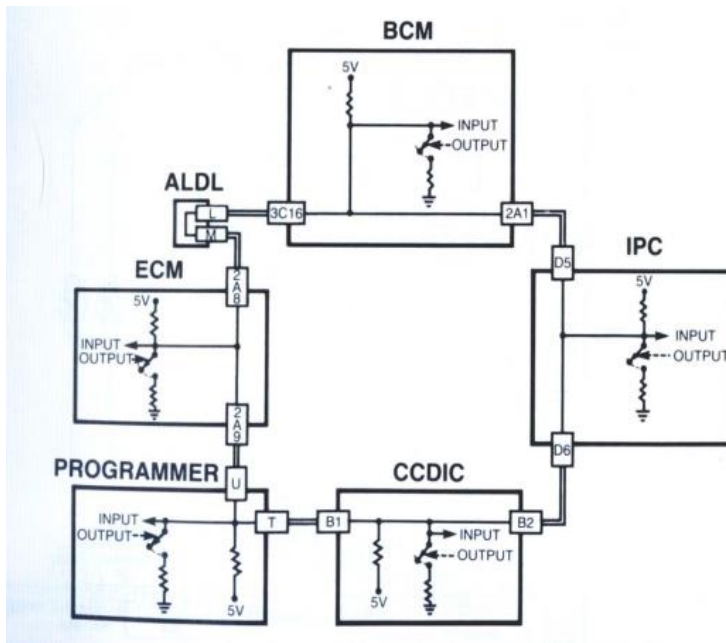 BCM
5V
INPUT
OUTPUT
ALDL
L
M
3C16
2A1
ECM
2A8
5V
INPUT
OUTPUT
2A9
IPC
D5
5V
INPUT
OUTPUT
D6
PROGRAMMER
U
INPUT
OUTPUT
T
5V
CCDIC
B1
B2
INPUT
OUTPUT
5V